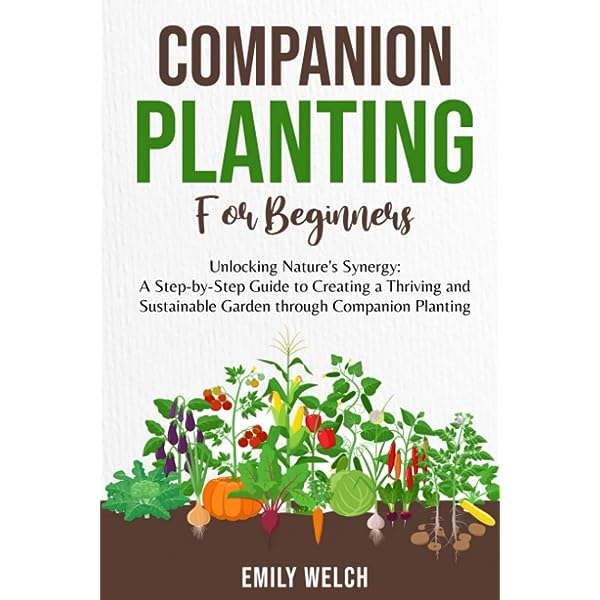 COMPANION
PLANTING
For Beginners
Unlocking Nature's Synergy:
A Step-by-Step Guide to Creating a Thriving and
Sustainable Garden through Companion Planting
EMILY WELCH